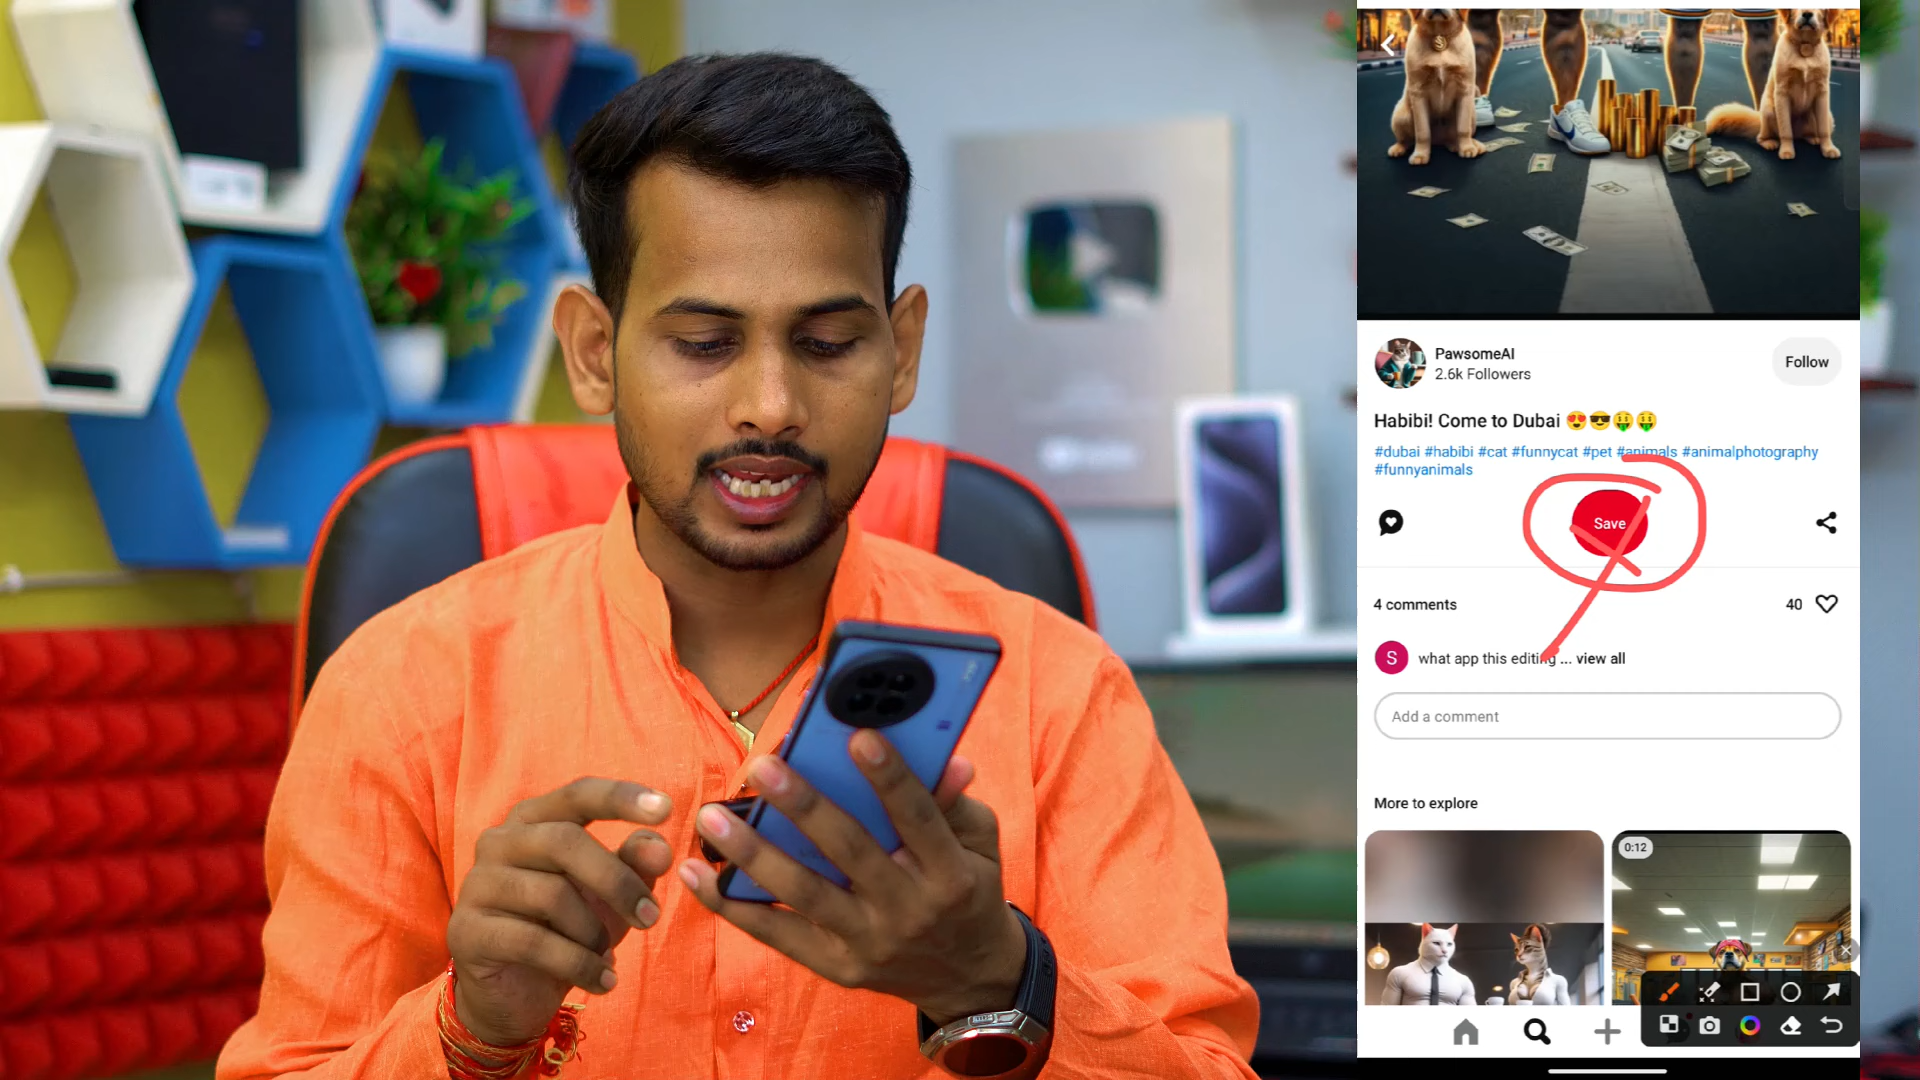 PawsomeAI
2.6k Followers
Follow
Habibi! Come to Dubai 😍😎🤑🤑
#dubai #habibi #cat #funnycat #pet #animals #animalphotography
#funnyanimals
Save
4 comments
40
S
what app this editing ... view all
Add a comment
More to explore
0:12